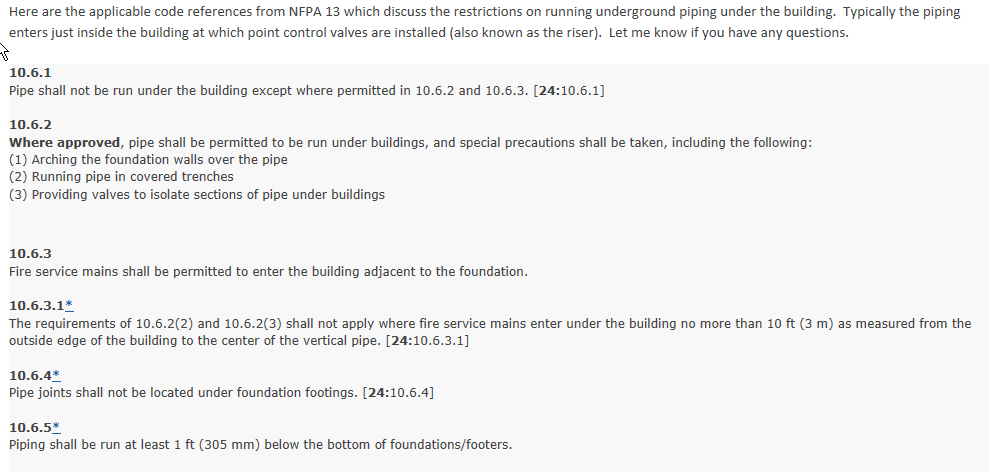 Here are the applicable code references from NFPA 13 which discuss the restrictions on running underground piping under the building.  Typically the piping
enters just inside the building at which point control valves are installed (also known as the riser).  Let me know if you have any questions.
10.6.1
Pipe shall not be run under the building except where permitted in 10.6.2 and 10.6.3. [24:10.6.1]
10.6.2
Where approved, pipe shall be permitted to be run under buildings, and special precautions shall be taken, including the following:
(1) Arching the foundation walls over the pipe
(2) Running pipe in covered trenches
(3) Providing valves to isolate sections of pipe under buildings
10.6.3
Fire service mains shall be permitted to enter the building adjacent to the foundation.
10.6.3.1*
The requirements of 10.6.2(2) and 10.6.2(3) shall not apply where fire service mains enter under the building no more than 10 ft (3 m) as measured from the
outside edge of the building to the center of the vertical pipe. [24:10.6.3.1]
10.6.4*
Pipe joints shall not be located under foundation footings. [24:10.6.4]
10.6.5*
Piping shall be run at least 1 ft (305 mm) below the bottom of foundations/footers.